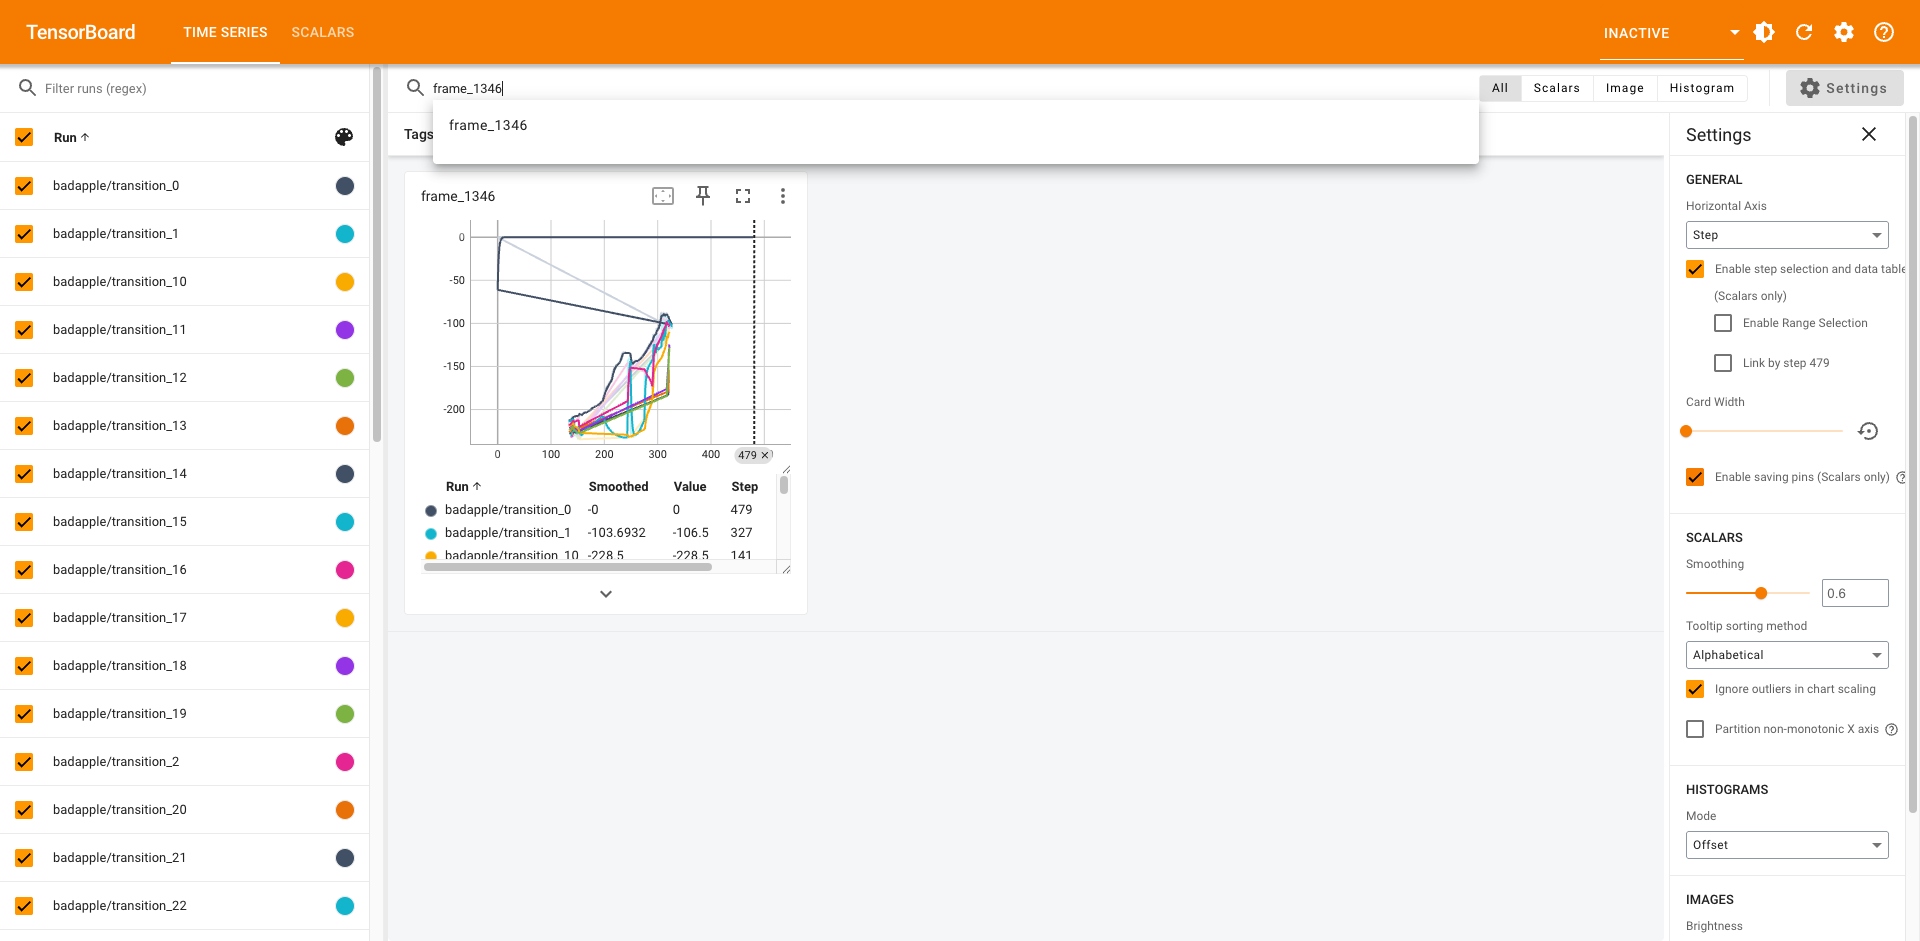 TensorBoard
TIME SERIES
SCALARS
INACTIVE
Filter runs (regex)
frame_1346
All
Scalars
Image
Histogram
Settings
frame_1346
Tags
Run
badapple/transition_0
badapple/transition_1
badapple/transition_10
badapple/transition_11
badapple/transition_12
badapple/transition_13
badapple/transition_14
badapple/transition_15
badapple/transition_16
badapple/transition_17
badapple/transition_18
badapple/transition_19
badapple/transition_2
badapple/transition_20
badapple/transition_21
badapple/transition_22
frame_1346
0
-50
-100
-150
-200
0 100 200 300 400 479
Run Smoothed Value Step
badapple/transition_0 -0 0 479
badapple/transition_1 -103.6932 -106.5 327
badapple/transition_10 -228.5 -228.5 141
Settings
GENERAL
Horizontal Axis
Step
Enable step selection and data table
(Scalars only)
Enable Range Selection
Link by step 479
Card Width
Enable saving pins (Scalars only)
SCALARS
Smoothing
0.6
Tooltip sorting method
Alphabetical
Ignore outliers in chart scaling
Partition non-monotonic X axis
HISTOGRAMS
Mode
Offset
IMAGES
Brightness